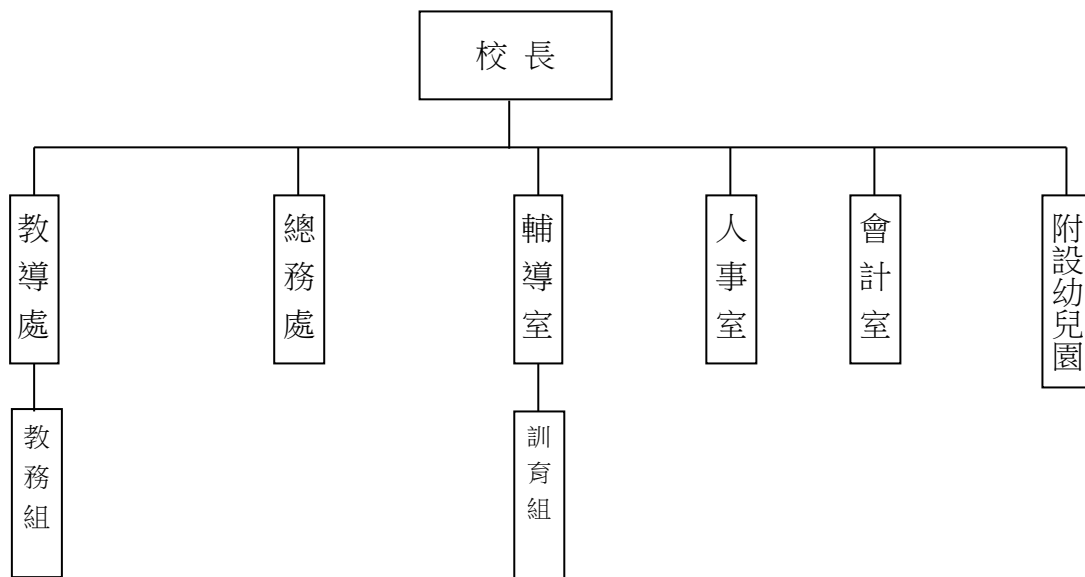 校長
教導處
總務處
輔導室
人事室
會計室
附設幼兒園
教務組
訓育組